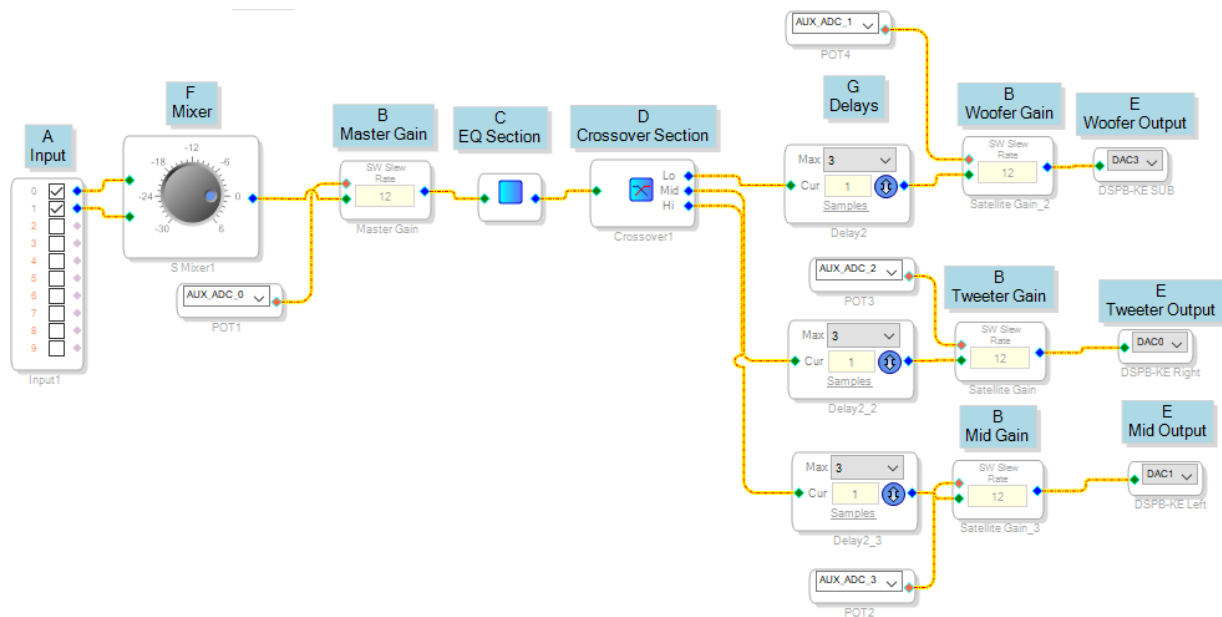 A
Input
0
1
2
3
4
5
6
7
8
9
Input1
F
Mixer
-12
-18
-6
-24
0
-30
6
S Mixer1
AUX_ADC_0
POT1
B
Master Gain
SW Slew
Rate
12
Master Gain
C
EQ Section
D
Crossover Section
Lo
Mid
Hi
Crossover1
AUX_ADC_1
POT4
G
Delays
Max 3
Cur 1
Samples
Delay2
B
Woofer Gain
SW Slew
Rate
12
Satellite Gain_2
E
Woofer Output
DAC3
DSPB-KE SUB
AUX_ADC_2
POT3
Max 3
Cur 1
Samples
Delay2_2
B
Tweeter Gain
SW Slew
Rate
12
Satellite Gain
E
Tweeter Output
DAC0
DSPB-KE Right
Max 3
Cur 1
Samples
Delay2_3
B
Mid Gain
SW Slew
Rate
12
Satellite Gain_3
E
Mid Output
DAC1
DSPB-KE Left
AUX_ADC_3
POT2